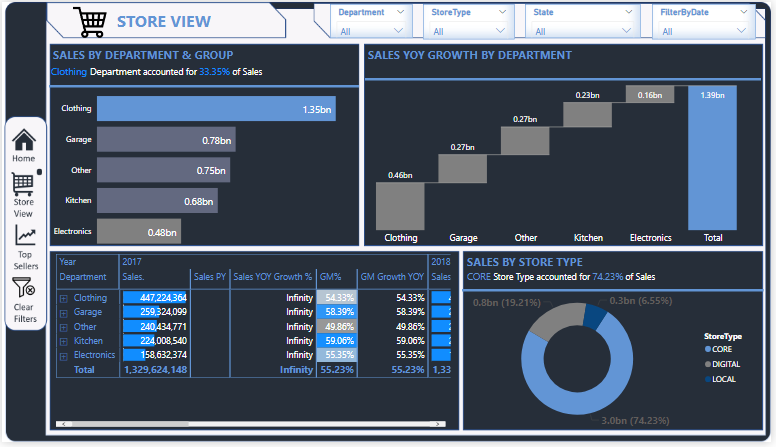 STORE VIEW
Department
All
StoreType
All
State
All
FilterByDate
All
Home
Store
View
Top
Sellers
Clear
Filters
SALES BY DEPARTMENT & GROUP
Clothing Department accounted for 33.35% of Sales
Clothing 1.35bn
Garage 0.78bn
Other 0.75bn
Kitchen 0.68bn
Electronics 0.48bn
SALES YOY GROWTH BY DEPARTMENT
0.46bn 0.27bn 0.27bn 0.23bn 0.16bn 1.39bn
Clothing Garage Other Kitchen Electronics Total
Year 2017 2018
Department Sales. Sales PY Sales YOY Growth % GM% GM Growth YOY Sales
Clothing 447,224,364 Infinity 54.33% 54.33% 4
Garage 259,324,099 Infinity 58.39% 58.39% 2
Other 240,434,771 Infinity 49.86% 49.86% 2
Kitchen 224,008,540 Infinity 59.06% 59.06% 2
Electronics 158,632,374 Infinity 55.35% 55.35% 1
Total 1,329,624,148 Infinity 55.23% 55.23% 1,33
SALES BY STORE TYPE
CORE Store Type accounted for 74.23% of Sales
0.8bn (19.21%)
0.3bn (6.55%)
3.0bn (74.23%)
StoreType
CORE
DIGITAL
LOCAL